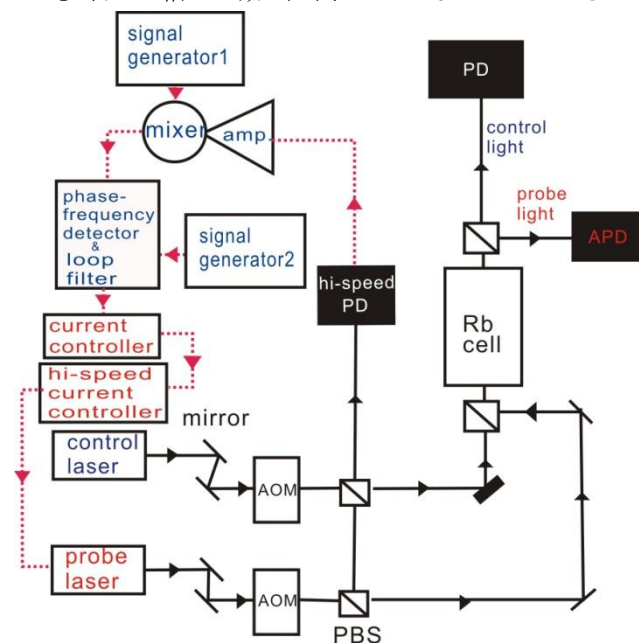 signal
generator1
mixer
amp
phase-
frequency
detector
&
loop
filter
signal
generator2
current
controller
hi-speed
current
controller
control
laser
mirror
AOM
probe
laser
AOM
PBS
hi-speed
PD
PD
control
light
probe
light
APD
Rb
cell